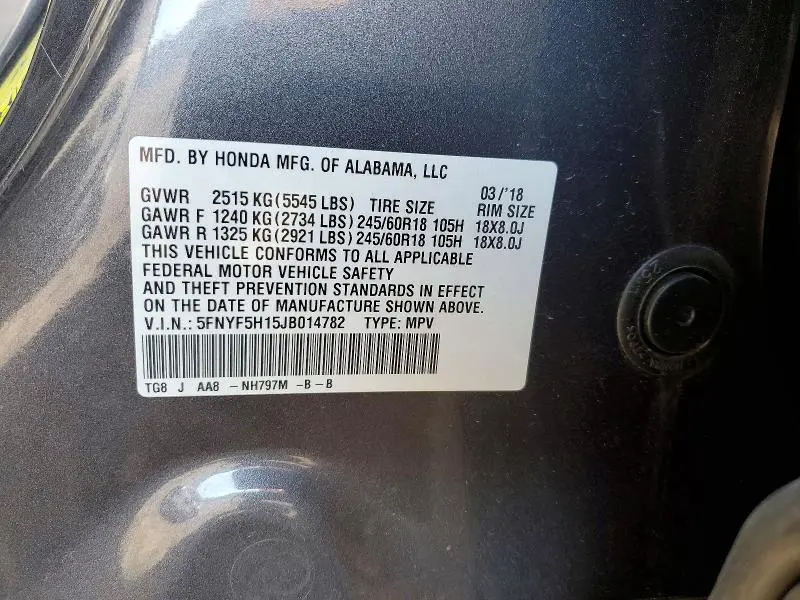 MFD. BY HONDA MFG. OF ALABAMA, LLC
GVWR 2515 KG (5545 LBS) TIRE SIZE 03/'18 RIM SIZE
GAWR F 1240 KG (2734 LBS) 245/60R18 105H 18X8.0J
GAWR R 1325 KG (2921 LBS) 245/60R18 105H 18X8.0J
THIS VEHICLE CONFORMS TO ALL APPLICABLE
FEDERAL MOTOR VEHICLE SAFETY
AND THEFT PREVENTION STANDARDS IN EFFECT
ON THE DATE OF MANUFACTURE SHOWN ABOVE.
V.I.N.: 5FNYF5H15JB014782 TYPE: MPV
TG8 J AA8 -NH797M -B-B